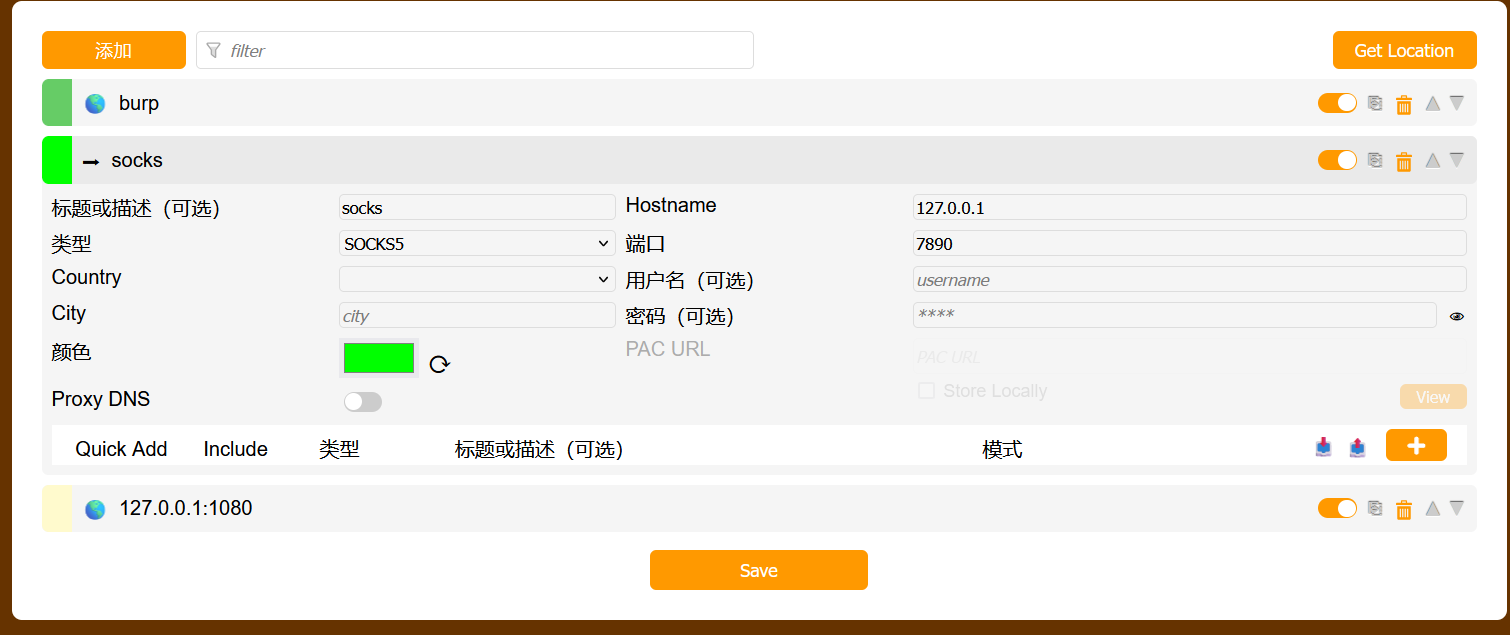 添加 filter Get Location
burp
socks
标题或描述（可选） socks Hostname 127.0.0.1
类型 SOCKS5 端口 7890
Country 用户名（可选） username
City city 密码（可选） ****
颜色 PAC URL PAC URL
Store Locally
Proxy DNS View
Quick Add Include 类型 标题或描述（可选） 模式
127.0.0.1:1080
Save